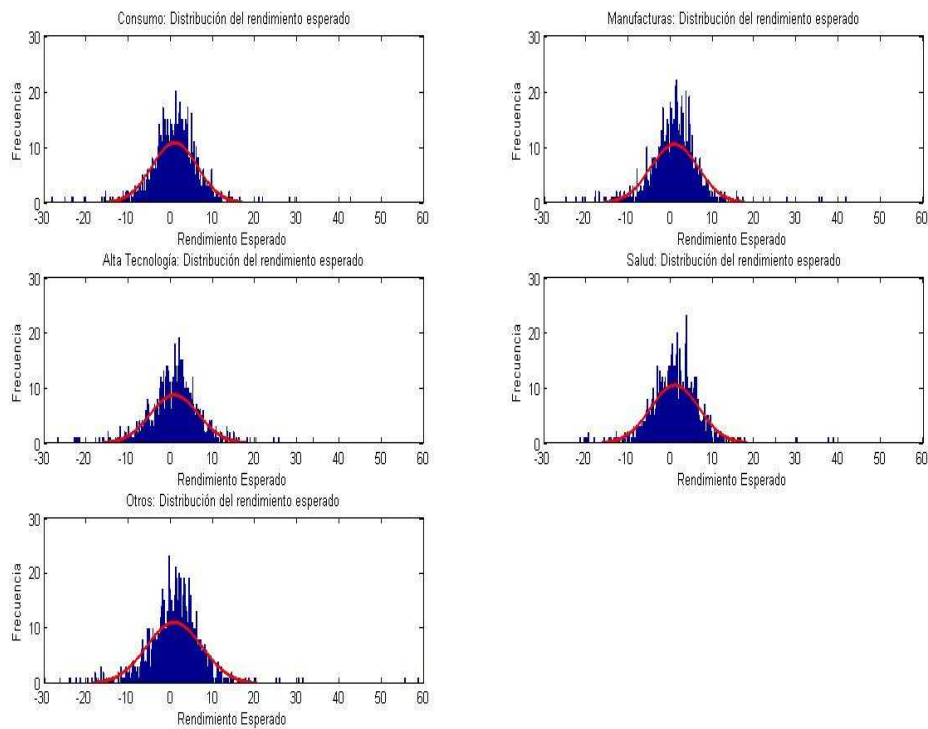 Consumo: Distribución del rendimiento esperado
30
20
10
0
Frecuencia
-30 -20 -10 0 10 20 30 40 50 60
Rendimiento Esperado
Manufacturas: Distribución del rendimiento esperado
30
20
10
0
Frecuencia
-30 -20 -10 0 10 20 30 40 50 60
Rendimiento Esperado
Alta Tecnología: Distribución del rendimiento esperado
30
20
10
0
Frecuencia
-30 -20 -10 0 10 20 30 40 50 60
Rendimiento Esperado
Salud: Distribución del rendimiento esperado
30
20
10
0
Frecuencia
-30 -20 -10 0 10 20 30 40 50 60
Rendimiento Esperado
Otros: Distribución del rendimiento esperado
30
20
10
0
Frecuencia
-30 -20 -10 0 10 20 30 40 50 60
Rendimiento Esperado